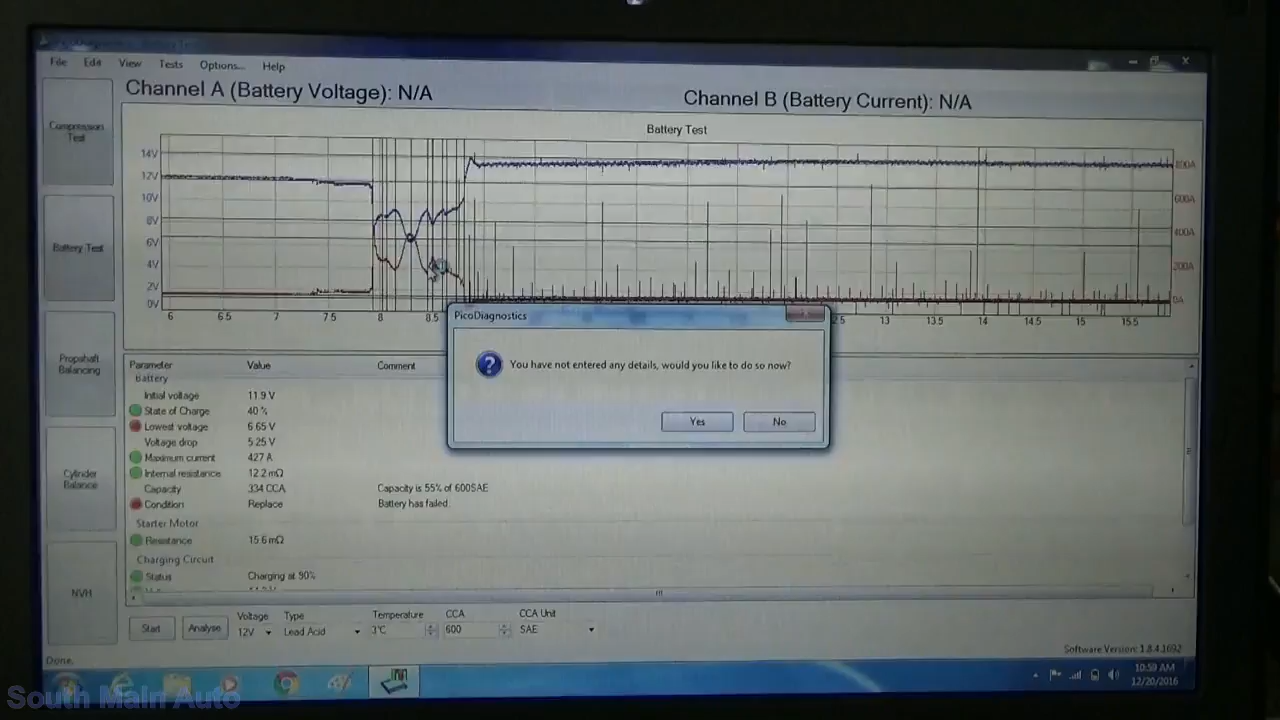 File Edit View Tests Options... Help
Channel A (Battery Voltage): N/A
Channel B (Battery Current): N/A
Compression
Test
Battery Test
Propshaft
Balancing
Cylinder
Balance
NVH
Battery Test
14V
12V
10V
8V
6V
4V
2V
0V
800A
600A
400A
200A
0A
6 6.5 7 7.5 8 8.5 13 13.5 14 14.5 15 15.5
PicoDiagnostics
You have not entered any details, would you like to do so now?
Yes No
Parameter Value Comment
Battery
Initial voltage 11.9 V
State of Charge 40 %
Lowest voltage 6.65 V
Voltage drop 5.25 V
Maximum current 427 A
Internal resistance 12.2 mΩ
Capacity 334 CCA Capacity is 55% of 600SAE
Condition Replace Battery has failed.
Starter Motor
Resistance 15.6 mΩ
Charging Circuit
Status Charging at 90%
Start Analyse
Voltage Type Temperature CCA CCA Unit
12V Lead Acid 3°C 600 SAE
Software Version: 1.8.4.1692
Done.
10:59 AM
12/20/2016
South Main Auto